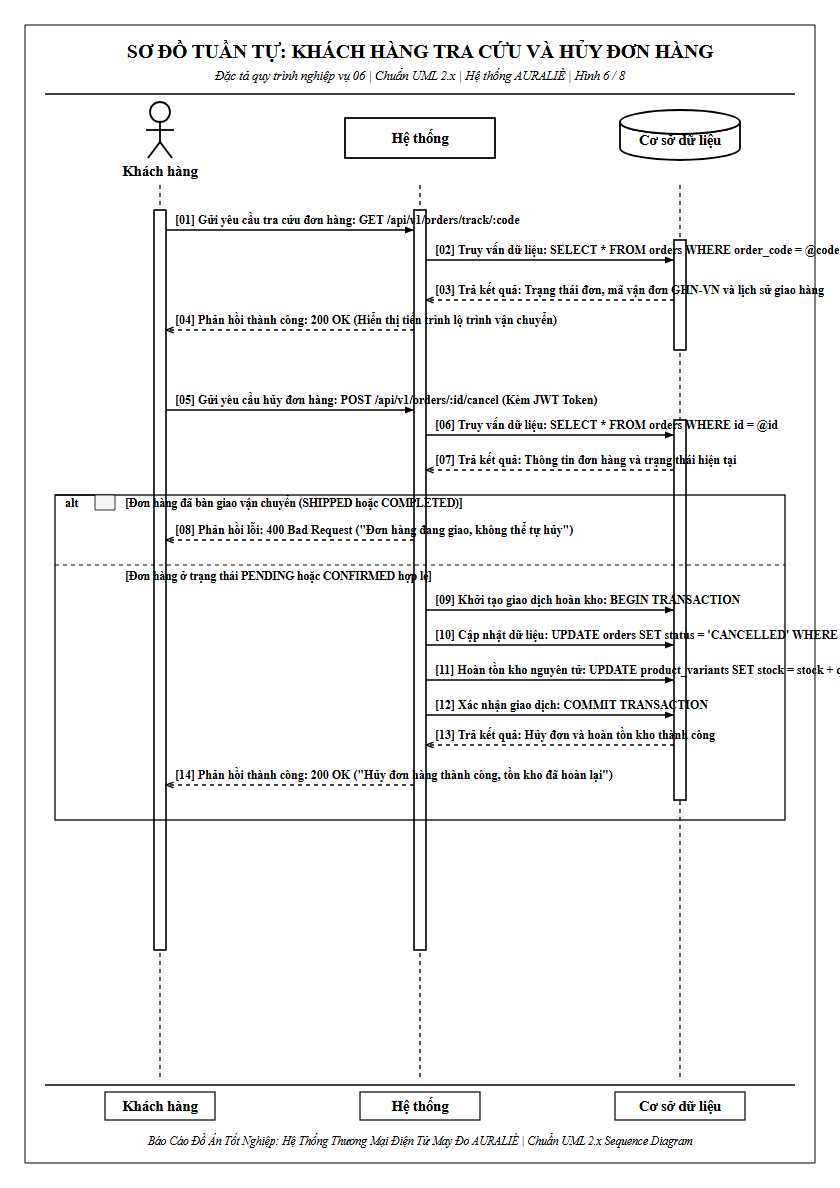 SƠ ĐỒ TUẦN TỰ: KHÁCH HÀNG TRA CỨU VÀ HỦY ĐƠN HÀNG
Đặc tả quy trình nghiệp vụ 06 | Chuẩn UML 2.x | Hệ thống AURALIÈ | Hình 6 / 8
Khách hàng
Hệ thống
Cơ sở dữ liệu
[01] Gửi yêu cầu tra cứu đơn hàng: GET /api/v1/orders/track/:code
[02] Truy vấn dữ liệu: SELECT * FROM orders WHERE order_code = @code
[03] Trả kết quả: Trạng thái đơn, mã vận đơn GHN-VN và lịch sử giao hàng
[04] Phản hồi thành công: 200 OK (Hiển thị tiến trình lộ trình vận chuyển)
[05] Gửi yêu cầu hủy đơn hàng: POST /api/v1/orders/:id/cancel (Kèm JWT Token)
[06] Truy vấn dữ liệu: SELECT * FROM orders WHERE id = @id
[07] Trả kết quả: Thông tin đơn hàng và trạng thái hiện tại
alt [Đơn hàng đã bàn giao vận chuyển (SHIPPED hoặc COMPLETED)]
[08] Phản hồi lỗi: 400 Bad Request ("Đơn hàng đang giao, không thể tự hủy")
[Đơn hàng ở trạng thái PENDING hoặc CONFIRMED hợp lệ]
[09] Khởi tạo giao dịch hoàn kho: BEGIN TRANSACTION
[10] Cập nhật dữ liệu: UPDATE orders SET status = 'CANCELLED' WHERE
[11] Hoàn tồn kho nguyên tử: UPDATE product_variants SET stock = stock +
[12] Xác nhận giao dịch: COMMIT TRANSACTION
[13] Trả kết quả: Hủy đơn và hoàn tồn kho thành công
[14] Phản hồi thành công: 200 OK ("Hủy đơn hàng thành công, tồn kho đã hoàn lại")
Khách hàng
Hệ thống
Cơ sở dữ liệu
Báo Cáo Đồ Án Tốt Nghiệp: Hệ Thống Thương Mại Điện Tử May Đo AURALIÈ | Chuẩn UML 2.x Sequence Diagram